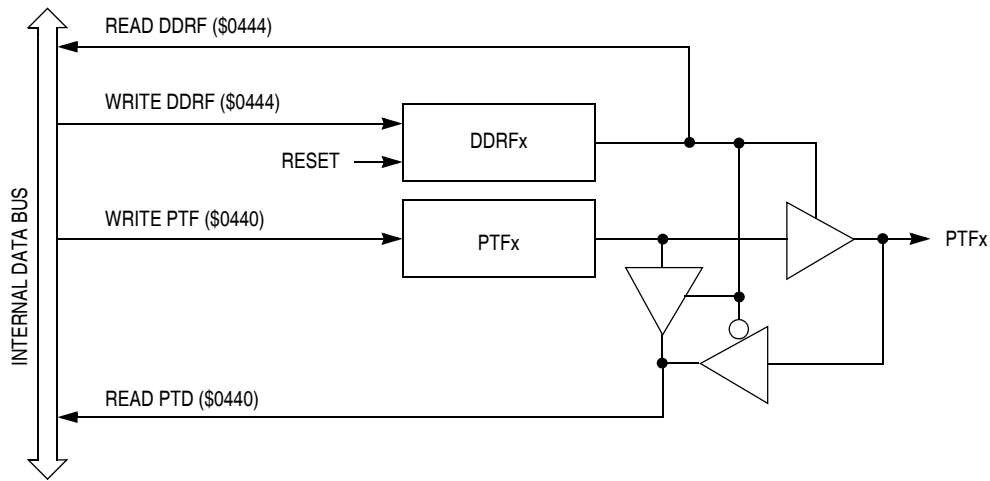 READ DDRF ($0444)
WRITE DDRF ($0444)
DDRFx
RESET
INTERNAL DATA BUS
WRITE PTF ($0440)
PTFx
PTFx
READ PTD ($0440)